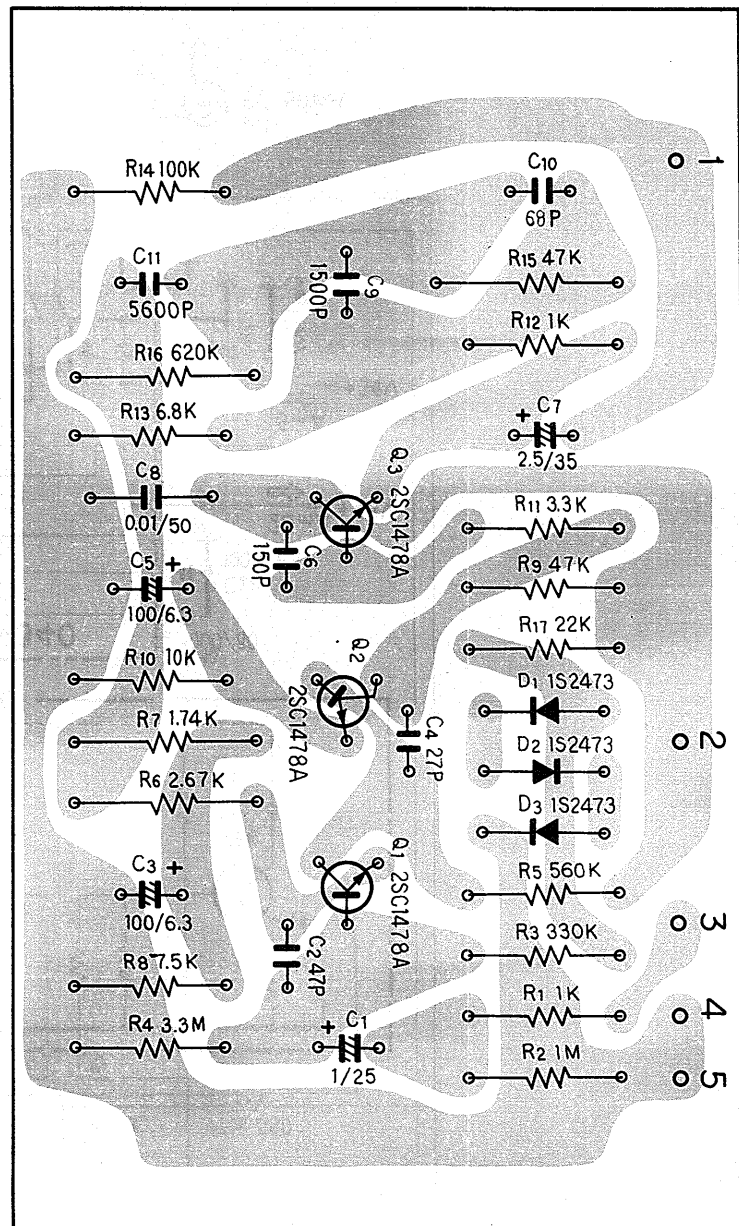 1
R14 100K
C10
68P
C11
5600P
C9
1500P
R15 47K
R12 1K
R16 620K
R13 6.8K
+
C7
2.5/35
C8
0.01/50
Q3
2SC1478A
R11 3.3K
C6
150P
C5
+
100/6.3
R9 47K
R17 22K
R10 10K
Q2
2SC1478A
D1 1S2473
R7 1.74K
C4 27P
D2 1S2473
2
R6 2.67K
D3 1S2473
C3
+
100/6.3
Q1 2SC1478A
R5 560K
3
R3 330K
C2 47P
R8 7.5K
R1 1K
4
R4 3.3M
+
C1
1/25
R2 1M
5